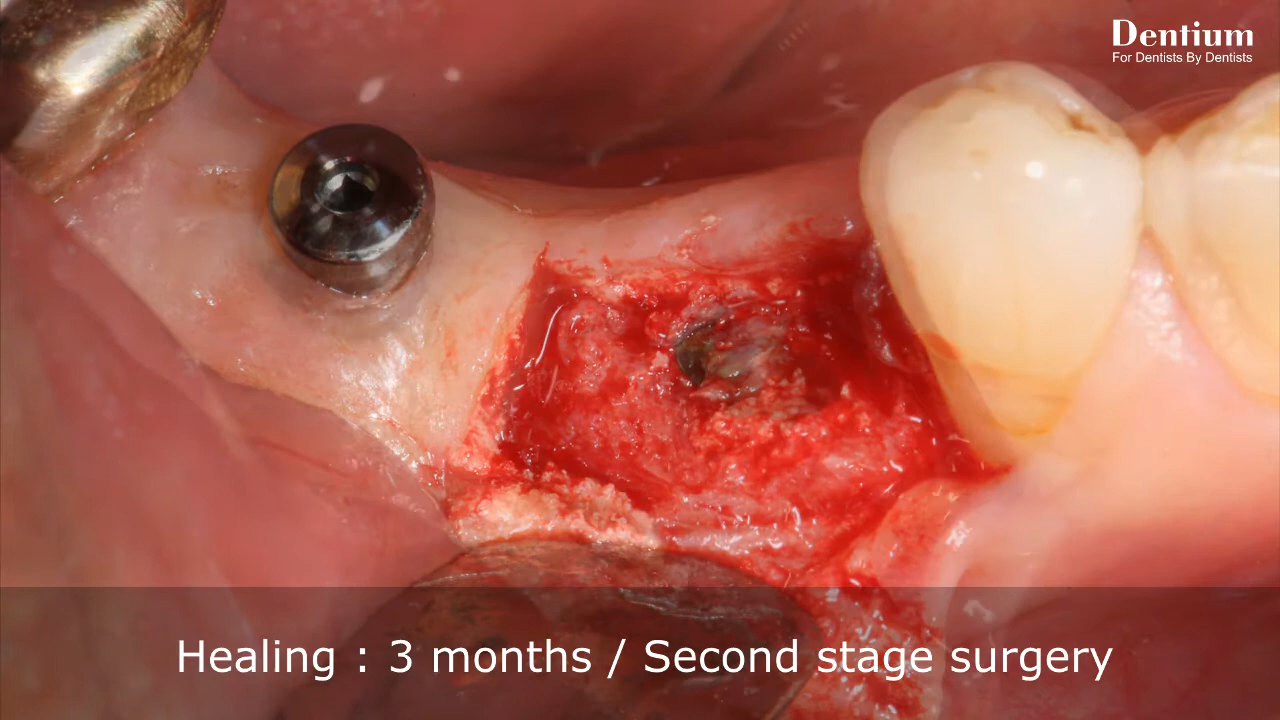 Dentium
For Dentists By Dentists
Healing : 3 months / Second stage surgery